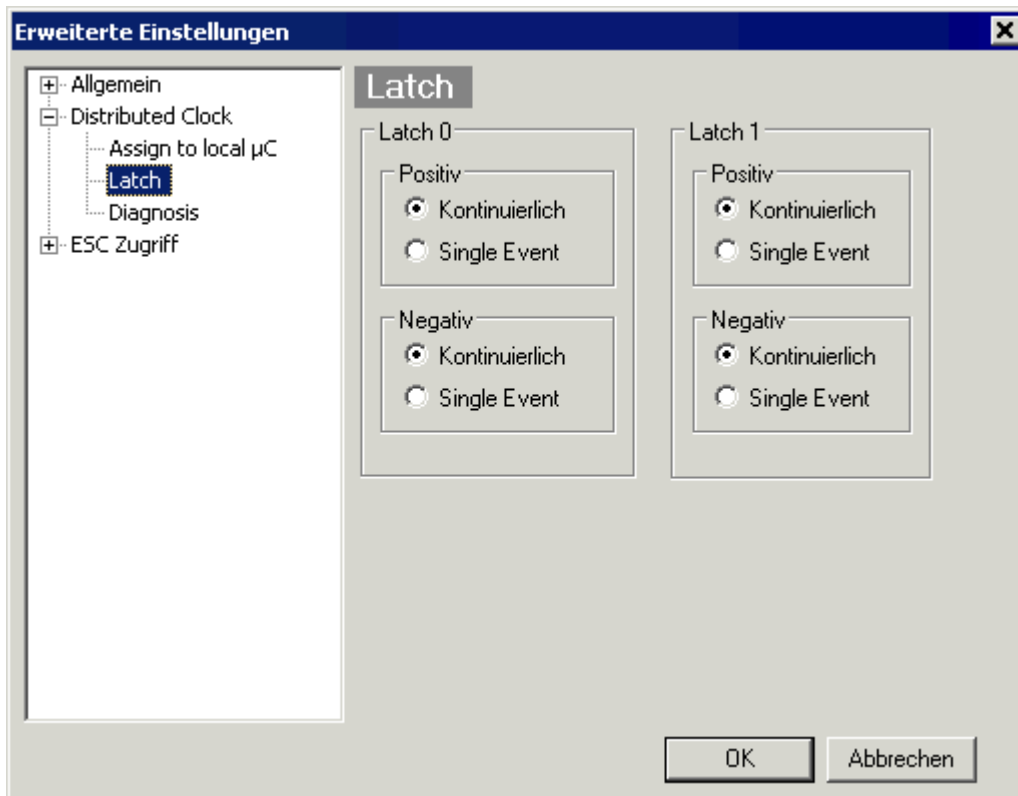 Erweiterte Einstellungen
Allgemein
Distributed Clock
Assign to local µC
Latch
Diagnosis
ESC Zugriff
Latch
Latch 0
Positiv
Kontinuierlich
Single Event
Negativ
Kontinuierlich
Single Event
Latch 1
Positiv
Kontinuierlich
Single Event
Negativ
Kontinuierlich
Single Event
OK
Abbrechen